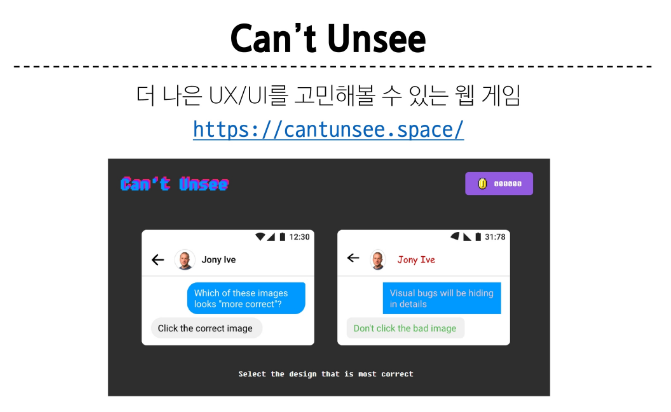 Can't Unsee
더 나은 UX/UI를 고민해볼 수 있는 웹 게임
https://cantunsee.space/
Can't Unsee
000000
12:30
Jony Ive
Which of these images
looks "more correct"?
Click the correct image
31:78
Jony Ive
Visual bugs will be hiding
in details
Don't click the bad image
Select the design that is most correct